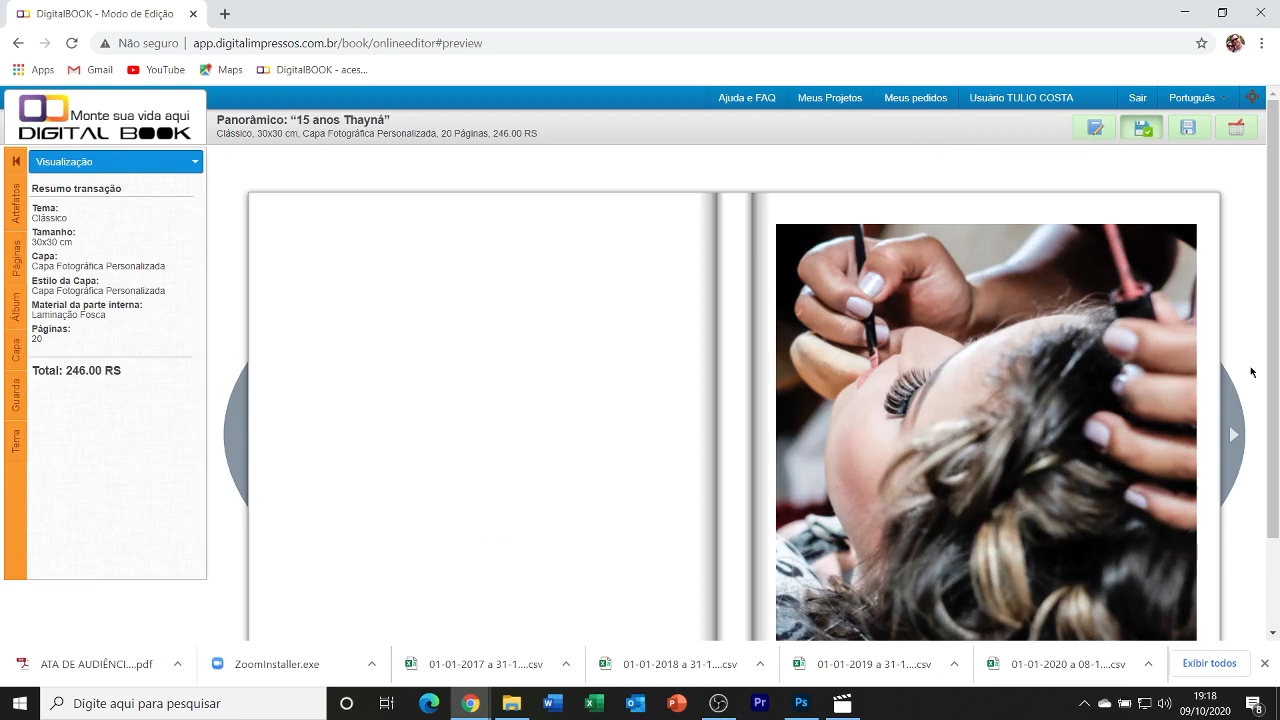 DigitalBOOK - Modo de Edição
Não seguro
app.digitalimpressos.com.br/book/onlineeditor#preview
Apps
Gmail
YouTube
Maps
DigitalBOOK - aces...
Ajuda e FAQ
Meus Projetos
Meus pedidos
Usuário TULIO COSTA
Sair
Português
Monte sua vida aqui
DIGITAL BOOK
Panorâmico: “15 anos Thayná”
Clássico, 30x30 cm, Capa Fotográfica Personalizada, 20 Páginas, 246.00 RS
Visualização
Artefatos
Páginas
Álbum
Capa
Guarda
Tema
Resumo transação
Tema:
Clássico
Tamanho:
30x30 cm
Capa:
Capa Fotográfica Personalizada
Estilo da Capa:
Capa Fotográfica Personalizada
Material da parte interna:
Laminação Fosca
Páginas:
20
Total: 246.00 RS
ATA DE AUDIÊNCI....pdf
ZoomInstaller.exe
01-01-2017 a 31-1....csv
01-01 2018 a 31-1....csv
01-01-2019 a 31-1....csv
01-01-2020 a 08-1....csv
Exibir todos
Digite aqui para pesquisar
19:18
09/10/2020
8